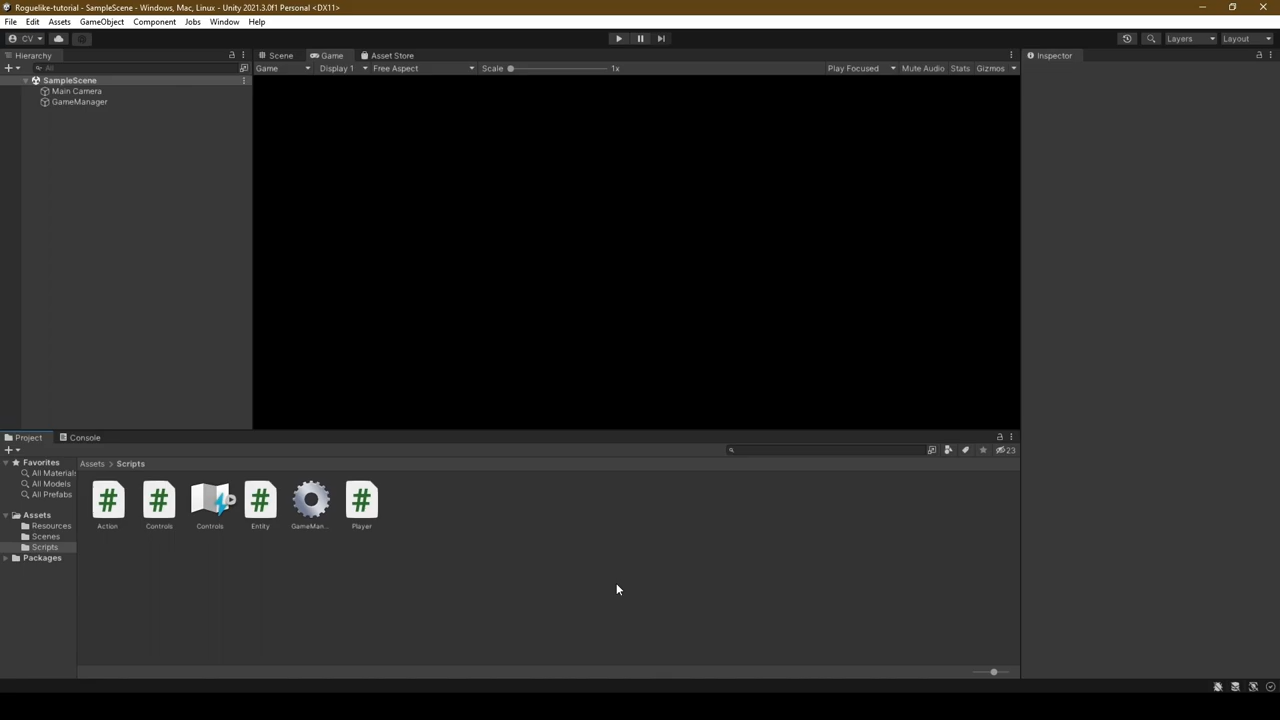 Roguelike-tutorial - SampleScene - Windows, Mac, Linux - Unity 2021.3.0f1 Personal <DX11>
File Edit Assets GameObject Component Jobs Window Help
CV Layers Layout
Hierarchy Scene Game Asset Store Inspector
All Game Display 1 Free Aspect Scale 1x Play Focused Mute Audio Stats Gizmos
SampleScene
Main Camera
GameManager
Project Console
23
Favorites Assets > Scripts
All Materials
All Models
All Prefabs
Assets
Resources Action Controls Controls Entity GameMan... Player
Scenes
Scripts
Packages